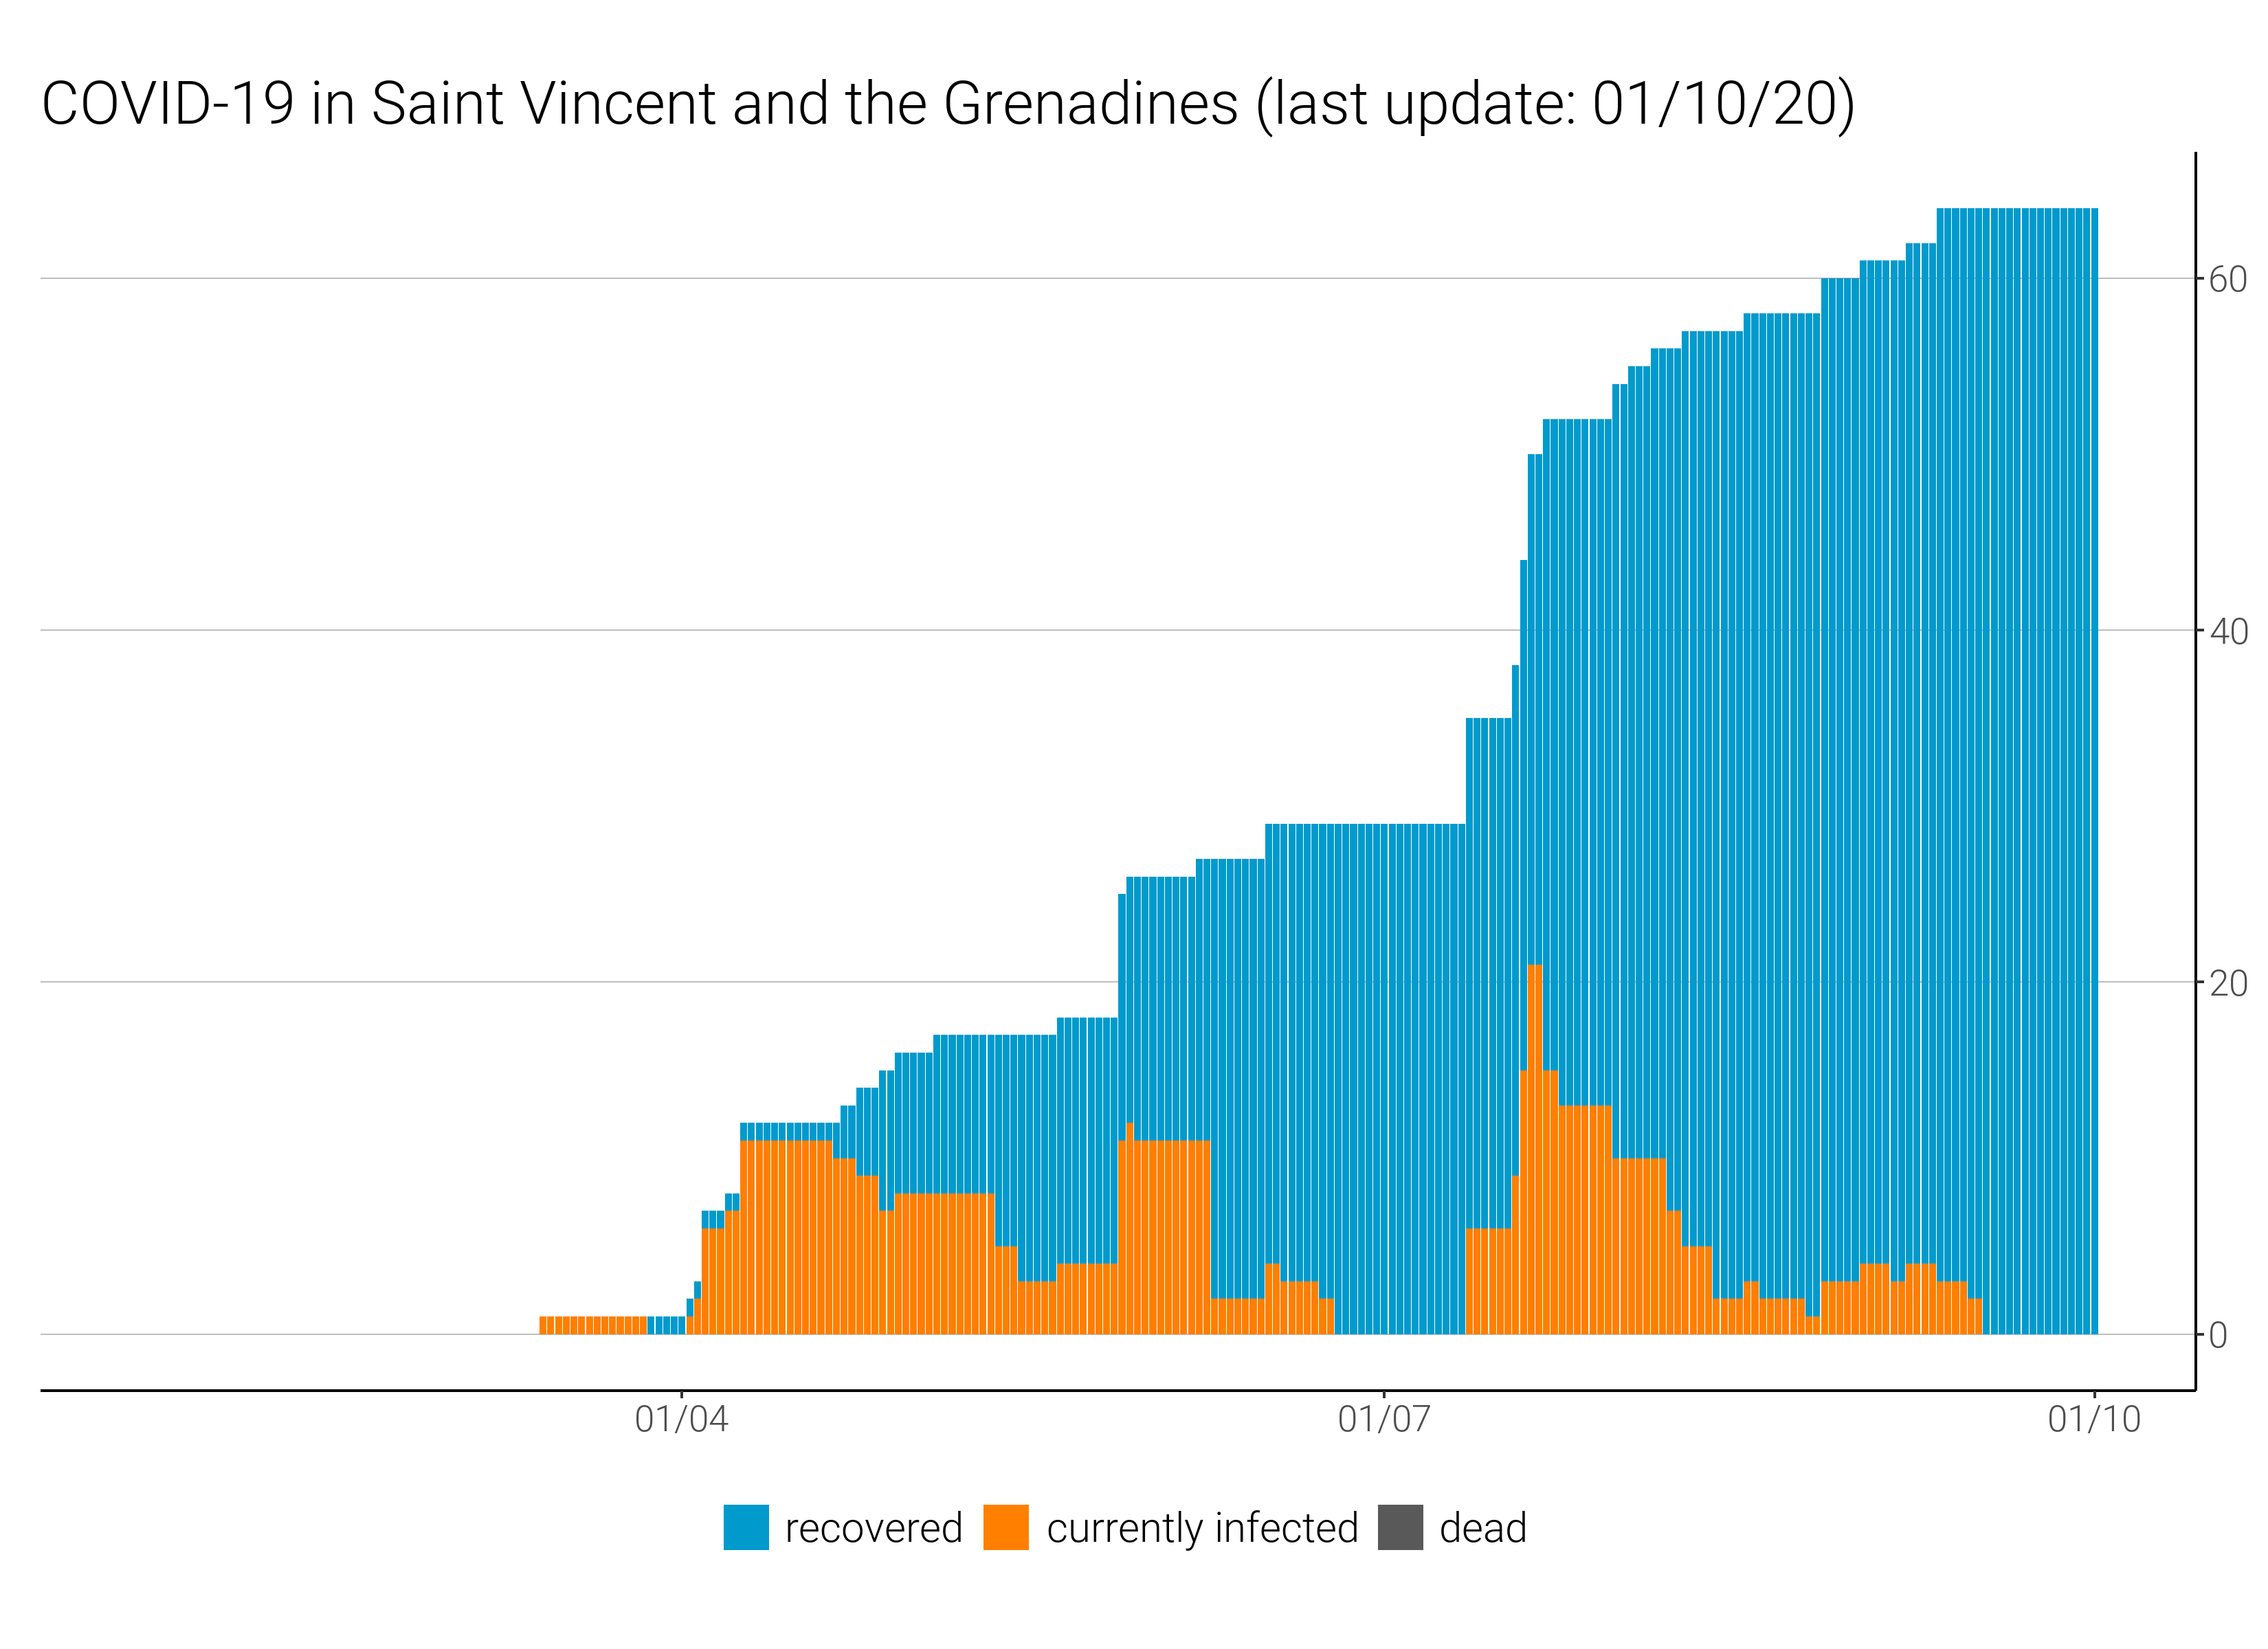 COVID-19 in Saint Vincent and the Grenadines (last update: 01/10/20)
60
40
20
0
01/04 01/07 01/10
recovered currently infected dead